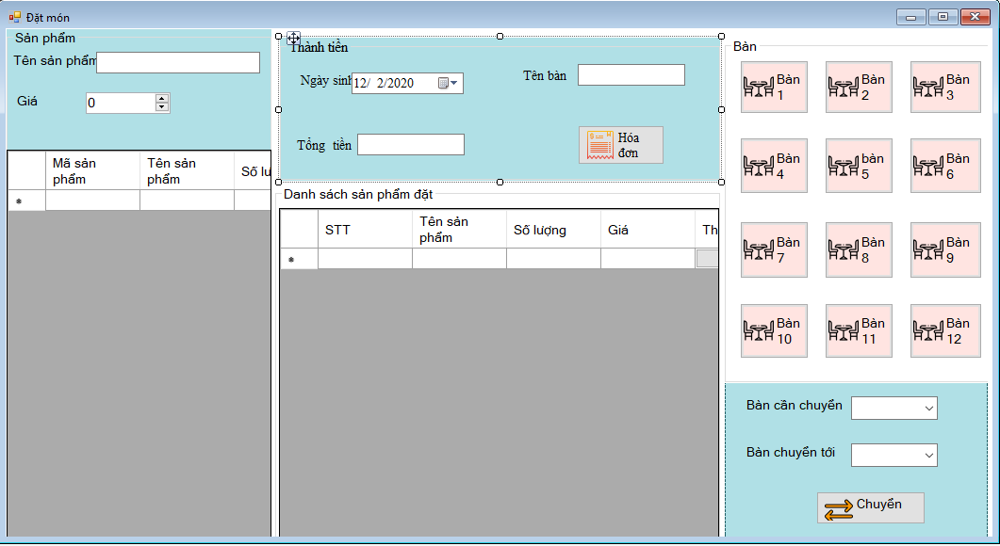 Đặt món
Sản phẩm
Tên sản phẩm
Giá
0
Mã sản
phẩm
Tên sản
phẩm
Số lư
Thành tiền
Ngày sinh
12/ 2/2020
Tên bàn
Tổng tiền
Hóa
đơn
Danh sách sản phẩm đặt
STT
Tên sản
phẩm
Số lượng
Giá
Th
Bàn
Bàn
1
Bàn
2
Bàn
3
Bàn
4
bàn
5
Bàn
6
Bàn
7
Bàn
8
Bàn
9
Bàn
10
Bàn
11
Bàn
12
Bàn cần chuyển
Bàn chuyển tới
Chuyển